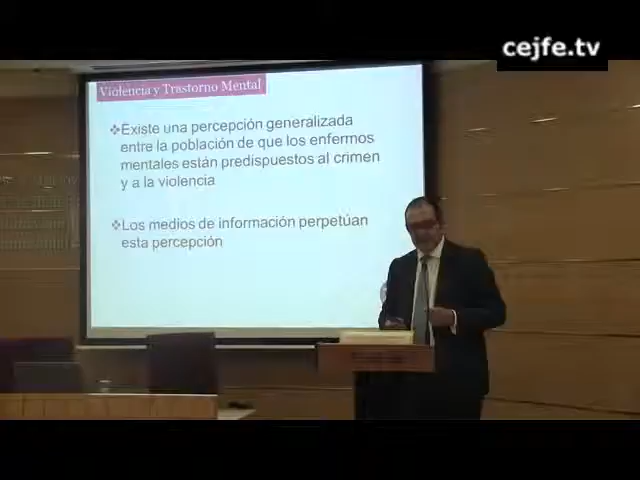 cejfe.tv
Violencia y Trastorno Mental
❖Existe una percepción generalizada
entre la población de que los enfermos
mentales están predispuestos al crimen
y a la violencia
❖Los medios de información perpetúan
esta percepción